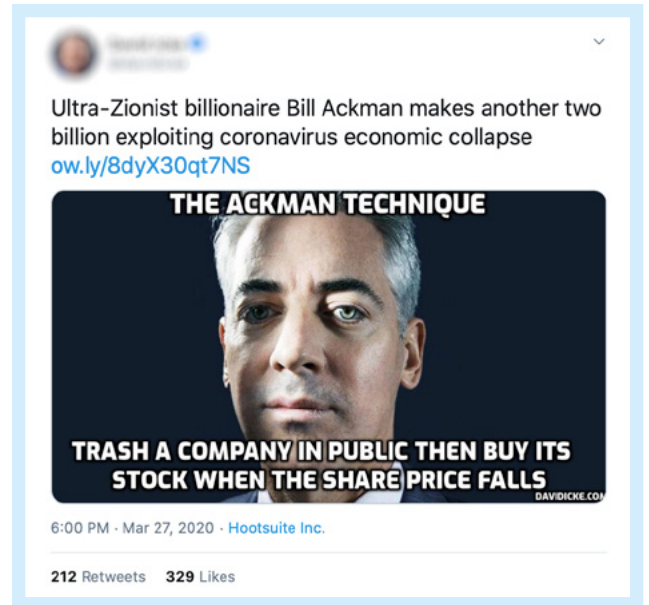 Ultra-Zionist billionaire Bill Ackman makes another two
billion exploiting coronavirus economic collapse
ow.ly/8dyX30qt7NS
THE ACKMAN TECHNIQUE
TRASH A COMPANY IN PUBLIC THEN BUY ITS
STOCK WHEN THE SHARE PRICE FALLS
DAVIDICKE.COM
6:00 PM · Mar 27, 2020 · Hootsuite Inc.
212 Retweets 329 Likes